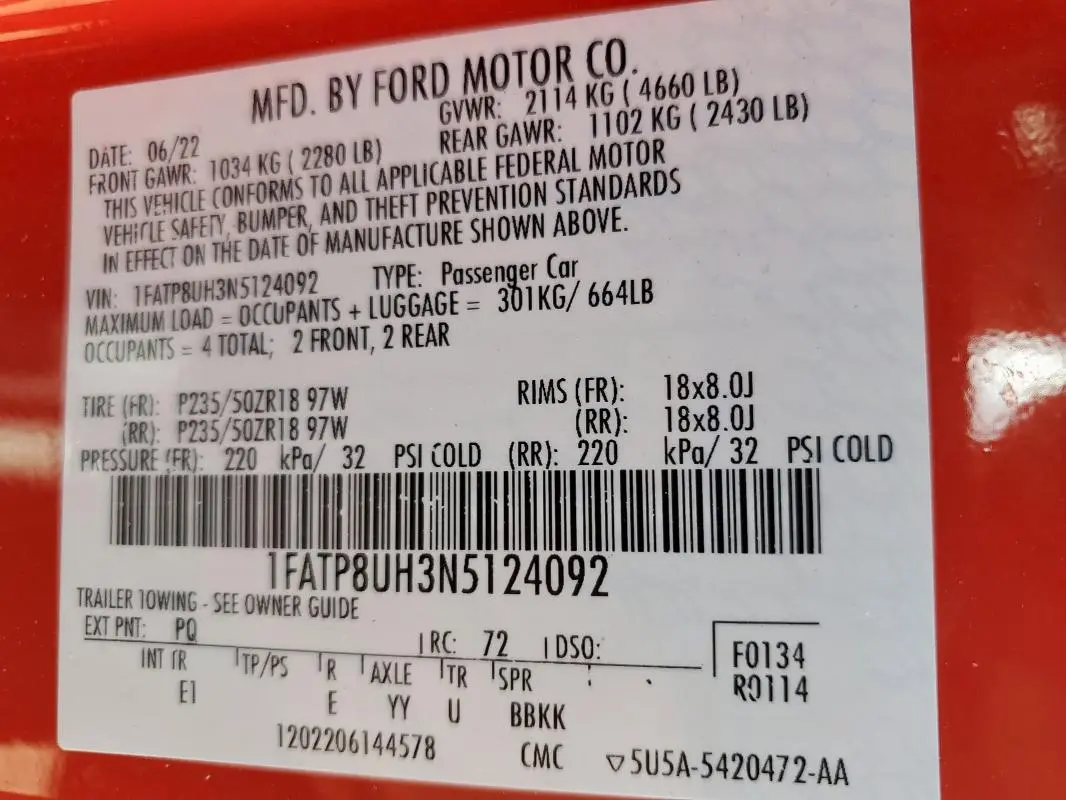 MFD. BY FORD MOTOR CO.
DATE: 06/22 GVWR: 2114 KG ( 4660 LB)
FRONT GAWR: 1034 KG ( 2280 LB) REAR GAWR: 1102 KG ( 2430 LB)
THIS VEHICLE CONFORMS TO ALL APPLICABLE FEDERAL MOTOR
VEHICLE SAFETY, BUMPER, AND THEFT PREVENTION STANDARDS
IN EFFECT ON THE DATE OF MANUFACTURE SHOWN ABOVE.
VIN: 1FATP8UH3N5124092 TYPE: Passenger Car
MAXIMUM LOAD = OCCUPANTS + LUGGAGE = 301KG/ 664LB
OCCUPANTS = 4 TOTAL; 2 FRONT, 2 REAR
TIRE (FR): P235/50ZR18 97W RIMS (FR): 18x8.0J
(RR): P235/50ZR18 97W (RR): 18x8.0J
PRESSURE (FR): 220 kPa/ 32 PSI COLD (RR): 220 kPa/ 32 PSI COLD
1FATP8UH3N5124092
TRAILER TOWING - SEE OWNER GUIDE
EXT PNT: PQ RC: 72 DSO:
F0134
R0114
INT TR TP/PS R AXLE TR SPR
E1 E YY U BBKK
1202206144578 CMC ▽5U5A-5420472-AA